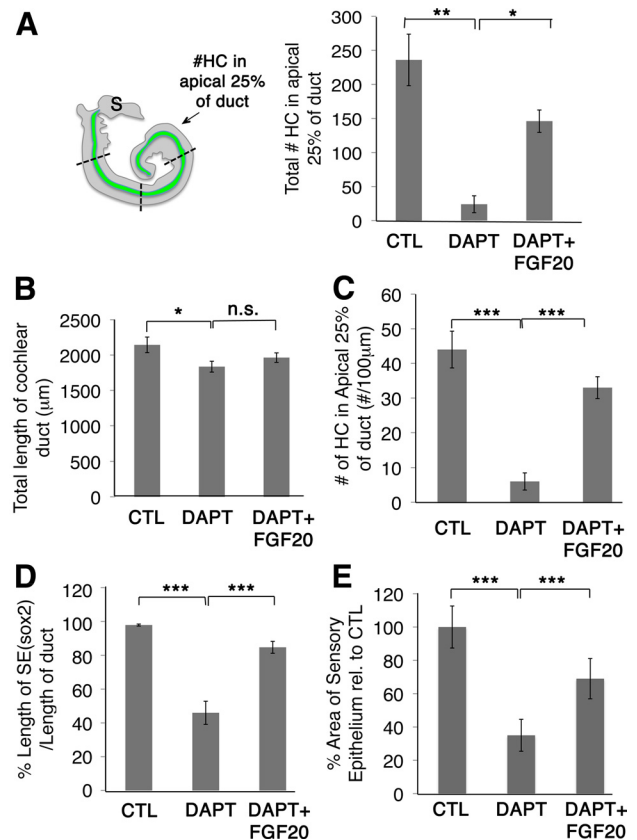 A
S
#HC in
apical 25%
of duct
Total # HC in apical
25% of duct
300
250
200
150
100
50
0
** *
CTL DAPT DAPT+
FGF20
B
Total length of cochlear
duct (μm)
2500
2000
1500
1000
500
0
* n.s.
CTL DAPT DAPT+
FGF20
C
# of HC in Apical 25%
of duct (#/100μm)
60
50
40
30
20
10
0
*** ***
CTL DAPT DAPT+
FGF20
D
% Length of SE(sox2)
/Length of duct
120
100
80
60
40
20
0
*** ***
CTL DAPT DAPT+
FGF20
E
% Area of Sensory
Epithelium rel. to CTL
120
100
80
60
40
20
0
*** ***
CTL DAPT DAPT+
FGF20